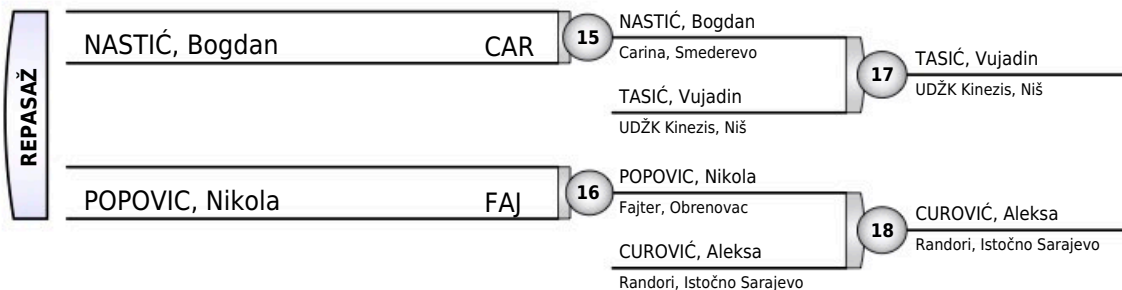 REPASAŽ
NASTIĆ, Bogdan CAR
15
NASTIĆ, Bogdan
Carina, Smederevo
TASIĆ, Vujadin
UDŽK Kinezis, Niš
17
TASIĆ, Vujadin
UDŽK Kinezis, Niš
POPOVIC, Nikola FAJ
16
POPOVIC, Nikola
Fajter, Obrenovac
CUROVIĆ, Aleksa
Randori, Istočno Sarajevo
18
CUROVIĆ, Aleksa
Randori, Istočno Sarajevo